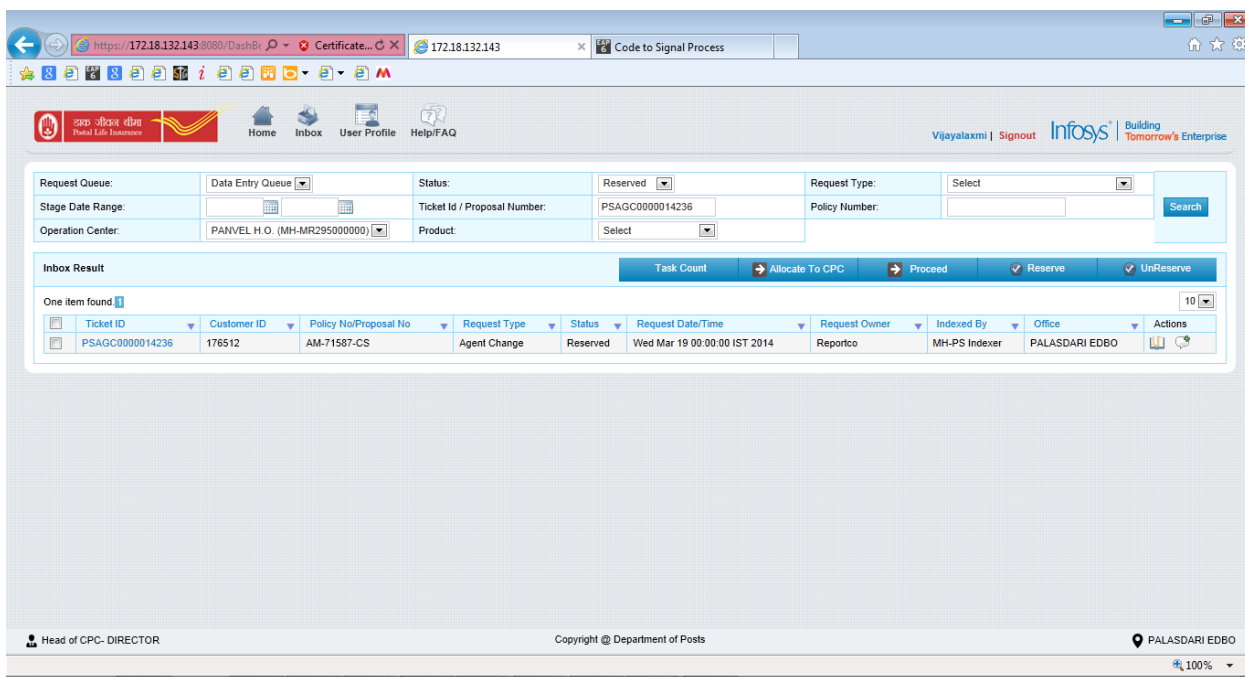 https://172.18.132.143:8080/DashBo Certificate... 172.18.132.143 Code to Signal Process
डाक जीवन बीमा
Postal Life Insurance
Home Inbox User Profile Help/FAQ
Vijayalaxmi | Signout Infosys® | Building Tomorrow's Enterprise
Request Queue: Data Entry Queue Status: Reserved Request Type: Select
Stage Date Range: Ticket Id / Proposal Number: PSAGC0000014236 Policy Number: Search
Operation Center: PANVEL H.O. (MH-MR295000000) Product: Select
Inbox Result Task Count Allocate To CPC Proceed Reserve UnReserve
One item found.1 10
Ticket ID Customer ID Policy No/Proposal No Request Type Status Request Date/Time Request Owner Indexed By Office Actions
PSAGC0000014236 176512 AM-71587-CS Agent Change Reserved Wed Mar 19 00:00:00 IST 2014 Reportco MH-PS Indexer PALASDARI EDBO
Head of CPC- DIRECTOR Copyright @ Department of Posts PALASDARI EDBO
100%